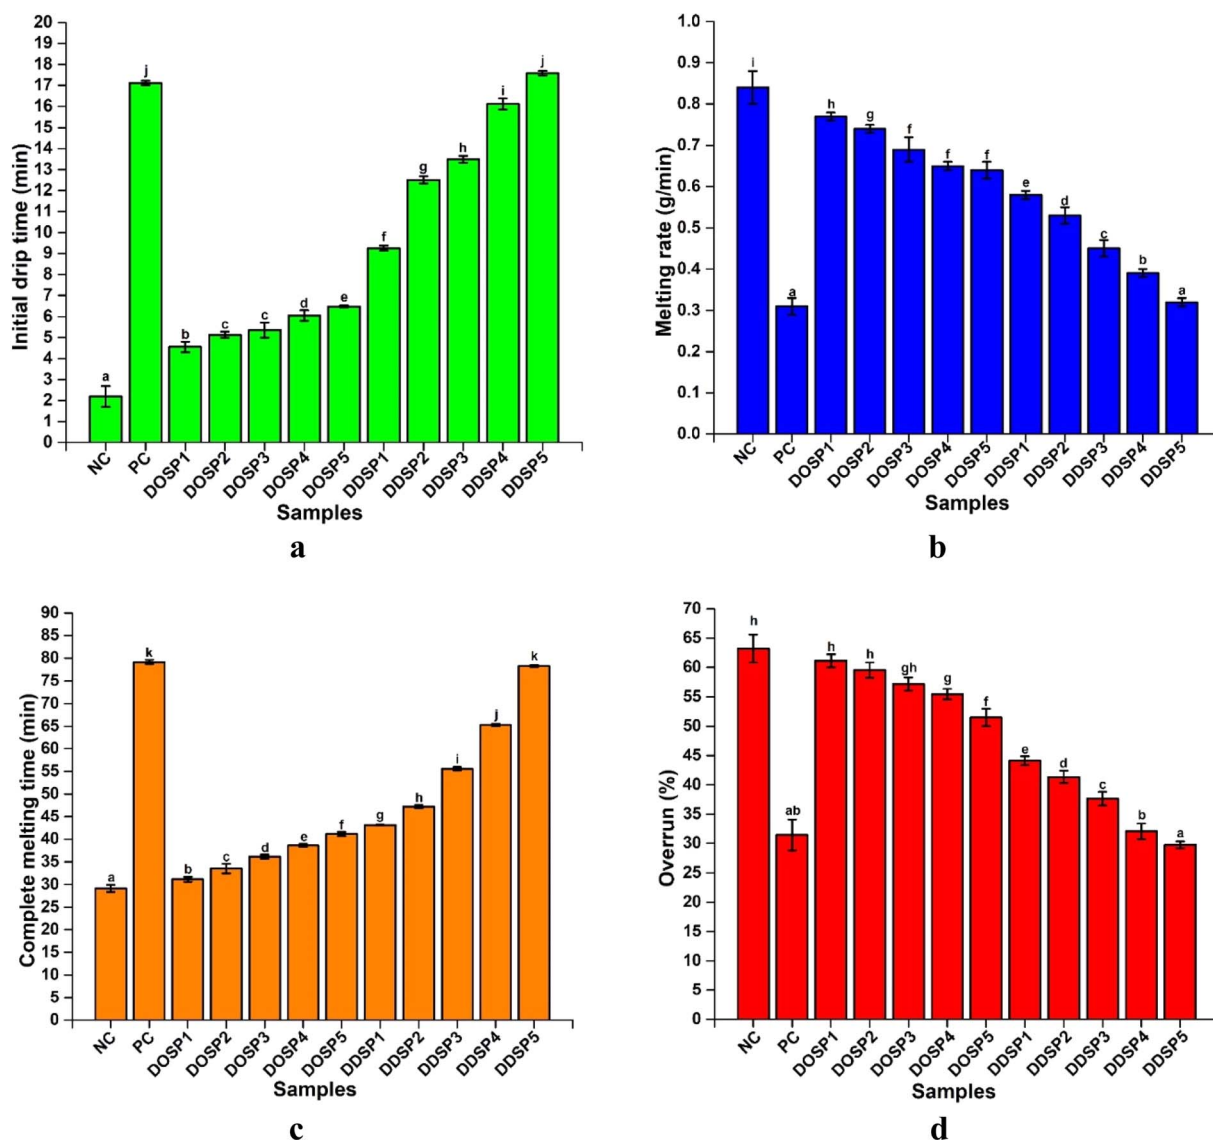 Initial drip time (min)
20
19
18
17
16
15
14
13
12
11
10
9
8
7
6
5
4
3
2
1
0
a
j
b
c
c
d
e
f
g
h
i
j
NC
PC
DOSP1
DOSP2
DOSP3
DOSP4
DOSP5
DDSP1
DDSP2
DDSP3
DDSP4
DDSP5
Samples
a
Melting rate (g/min)
1.0
0.9
0.8
0.7
0.6
0.5
0.4
0.3
0.2
0.1
0.0
i
a
h
g
f
f
f
e
d
c
b
a
NC
PC
DOSP1
DOSP2
DOSP3
DOSP4
DOSP5
DDSP1
DDSP2
DDSP3
DDSP4
DDSP5
Samples
b
Complete melting time (min)
90
85
80
75
70
65
60
55
50
45
40
35
30
25
20
15
10
5
0
a
k
b
c
d
e
f
g
h
i
j
k
NC
PC
DOSP1
DOSP2
DOSP3
DOSP4
DOSP5
DDSP1
DDSP2
DDSP3
DDSP4
DDSP5
Samples
c
Overrun (%)
70
65
60
55
50
45
40
35
30
25
20
15
10
5
0
h
ab
h
h
gh
g
f
e
d
c
b
a
NC
PC
DOSP1
DOSP2
DOSP3
DOSP4
DOSP5
DDSP1
DDSP2
DDSP3
DDSP4
DDSP5
Samples
d